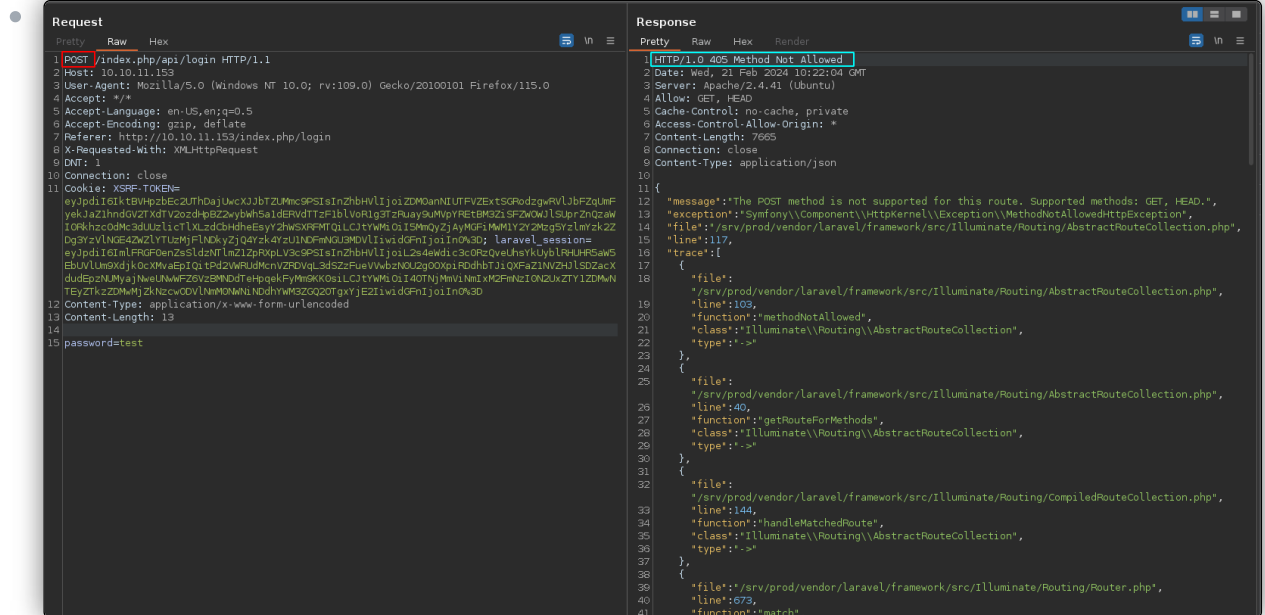 Request
Pretty Raw Hex
\n
1 POST /index.php/api/login HTTP/1.1
2 Host: 10.10.11.153
3 User-Agent: Mozilla/5.0 (Windows NT 10.0; rv:109.0) Gecko/20100101 Firefox/115.0
4 Accept: */*
5 Accept-Language: en-US,en;q=0.5
6 Accept-Encoding: gzip, deflate
7 Referer: http://10.10.11.153/index.php/login
8 X-Requested-With: XMLHttpRequest
9 DNT: 1
10 Connection: close
11 Cookie: XSRF-TOKEN=
laravel_session=
12 Content-Type: application/x-www-form-urlencoded
13 Content-Length: 13
14
15 password=test
Response
Pretty Raw Hex Render
\n
1 HTTP/1.0 405 Method Not Allowed
2 Date: Wed, 21 Feb 2024 10:22:04 GMT
3 Server: Apache/2.4.41 (Ubuntu)
4 Allow: GET, HEAD
5 Cache-Control: no-cache, private
6 Access-Control-Allow-Origin: *
7 Content-Length: 7665
8 Connection: close
9 Content-Type: application/json
10
11 {
12 "message":"The POST method is not supported for this route. Supported methods: GET, HEAD.",
13 "exception":"Symfony\\Component\\HttpKernel\\Exception\\MethodNotAllowedHttpException",
14 "file":"/srv/prod/vendor/laravel/framework/src/Illuminate/Routing/AbstractRouteCollection.php",
15 "line":117,
16 "trace":[
17 {
18 "file":
"/srv/prod/vendor/laravel/framework/src/Illuminate/Routing/AbstractRouteCollection.php",
19 "line":103,
20 "function":"methodNotAllowed",
21 "class":"Illuminate\\Routing\\AbstractRouteCollection",
22 "type":"->"
23 },
24 {
25 "file":
"/srv/prod/vendor/laravel/framework/src/Illuminate/Routing/AbstractRouteCollection.php",
26 "line":40,
27 "function":"getRouteForMethods",
28 "class":"Illuminate\\Routing\\AbstractRouteCollection",
29 "type":"->"
30 },
31 {
32 "file":
"/srv/prod/vendor/laravel/framework/src/Illuminate/Routing/CompiledRouteCollection.php",
33 "line":144,
34 "function":"handleMatchedRoute",
35 "class":"Illuminate\\Routing\\AbstractRouteCollection",
36 "type":"->"
37 },
38 {
39 "file":"/srv/prod/vendor/laravel/framework/src/Illuminate/Routing/Router.php",
40 "line":673,
41 "function":"match"